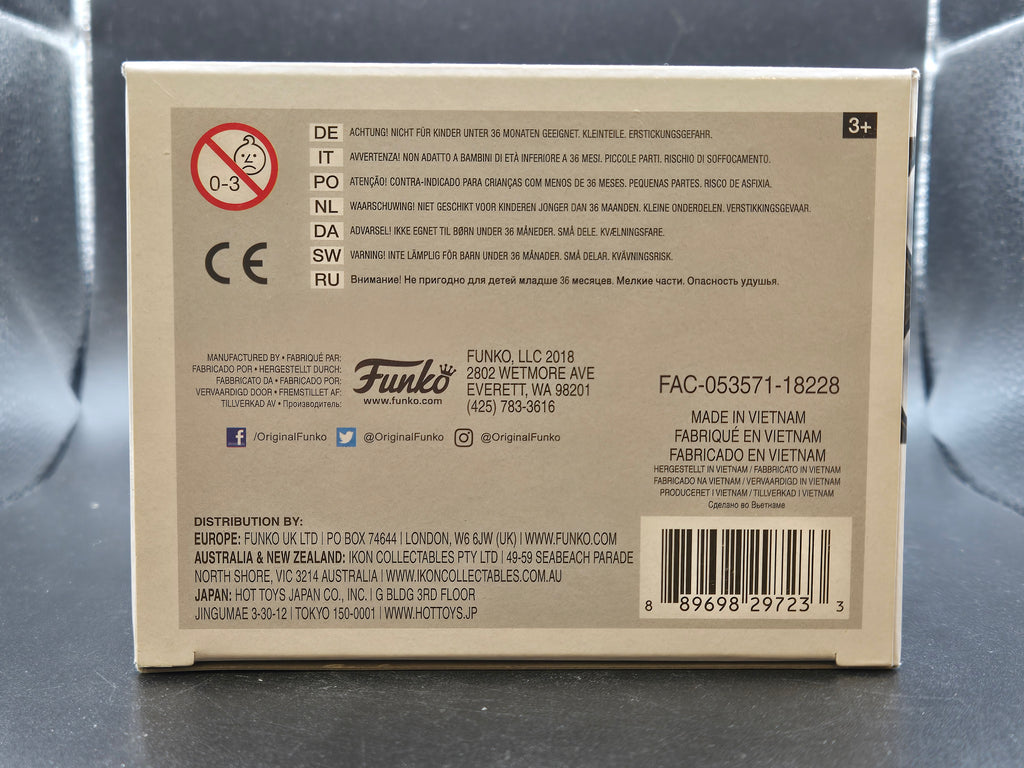 0-3
3+
DE ACHTUNG! NICHT FÜR KINDER UNTER 36 MONATEN GEEIGNET. KLEINTEILE. ERSTICKUNGSGEFAHR.
IT AVVERTENZA! NON ADATTO A BAMBINI DI ETÀ INFERIORE A 36 MESI. PICCOLE PARTI. RISCHIO DI SOFFOCAMENTO.
PO ATENÇÃO! CONTRA-INDICADO PARA CRIANÇAS COM MENOS DE 36 MESES. PEQUENAS PARTES. RISCO DE ASFIXIA.
NL WAARSCHUWING! NIET GESCHIKT VOOR KINDEREN JONGER DAN 36 MAANDEN. KLEINE ONDERDELEN. VERSTIKKINGSGEVAAR.
DA ADVARSEL! IKKE EGNET TIL BØRN UNDER 36 MÅNEDER. SMÅ DELE. KVÆLNINGSFARE.
SW VARNING! INTE LÄMPLIG FÖR BARN UNDER 36 MÅNADER. SMÅ DELAR. KVÄVNINGSRISK.
RU Внимание! Не пригодно для детей младше 36 месяцев. Мелкие части. Опасность удушья.
CE
MANUFACTURED BY • FABRIQUÉ PAR:
FABRICADO POR • HERGESTELLT DURCH:
FABBRICATO DA • FABRICADO POR:
VERVAARDIGD DOOR • FREMSTILLET AF:
TILLVERKAD AV • Производитель:
Funko
www.funko.com
FUNKO, LLC 2018
2802 WETMORE AVE
EVERETT, WA 98201
(425) 783-3616
f /OriginalFunko @OriginalFunko @OriginalFunko
FAC-053571-18228
MADE IN VIETNAM
FABRIQUÉ EN VIETNAM
FABRICADO EN VIETNAM
HERGESTELLT IN VIETNAM / FABBRICATO IN VIETNAM
FABRICADO NA VIETNAM / VERVAARDIGD IN VIETNAM
PRODUCERET I VIETNAM / TILLVERKAD I VIETNAM
Сделано во Вьетнаме
DISTRIBUTION BY:
EUROPE: FUNKO UK LTD | PO BOX 74644 | LONDON, W6 6JW (UK) | WWW.FUNKO.COM
AUSTRALIA & NEW ZEALAND: IKON COLLECTABLES PTY LTD | 49-59 SEABEACH PARADE
NORTH SHORE, VIC 3214 AUSTRALIA | WWW.IKONCOLLECTABLES.COM.AU
JAPAN: HOT TOYS JAPAN CO., INC. | G BLDG 3RD FLOOR
JINGUMAE 3-30-12 | TOKYO 150-0001 | WWW.HOTTOYS.JP
8 89698 29723 3